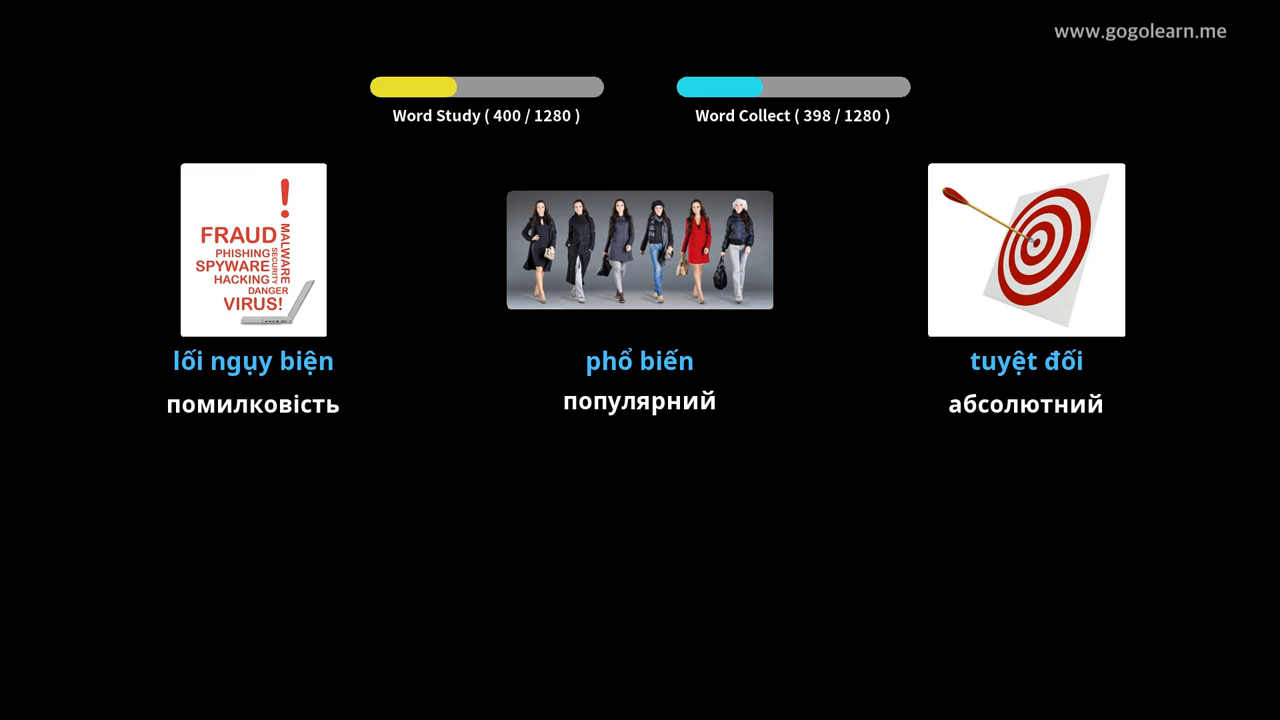 www.gogolearn.me
Word Study ( 400 / 1280 )
Word Collect ( 398 / 1280 )
!
FRAUD
PHISHING
SPYWARE
HACKING
DANGER
VIRUS!
MALWARE
SECURITY
lối ngụy biện
phổ biến
tuyệt đối
помилковість
популярний
абсолютний